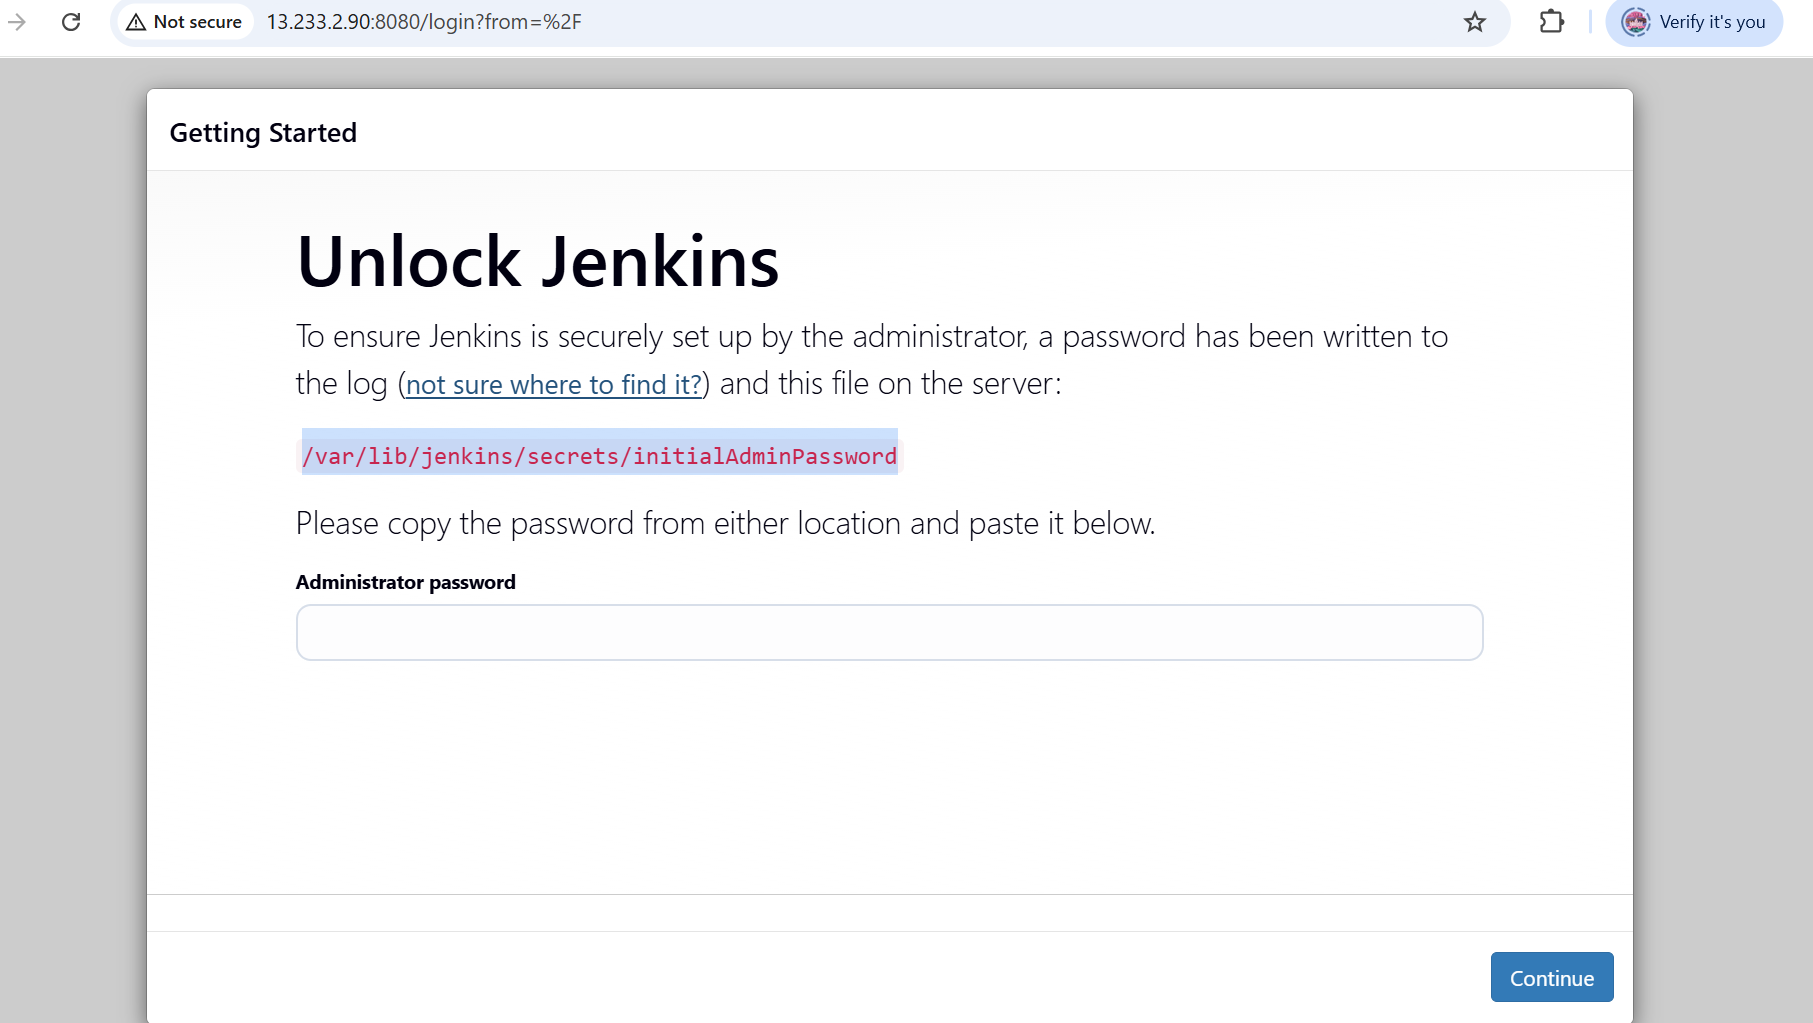 Not secure 13.233.2.90:8080/login?from=%2F Verify it's you
Getting Started
Unlock Jenkins
To ensure Jenkins is securely set up by the administrator, a password has been written to
the log (not sure where to find it?) and this file on the server:
/var/lib/jenkins/secrets/initialAdminPassword
Please copy the password from either location and paste it below.
Administrator password
Continue